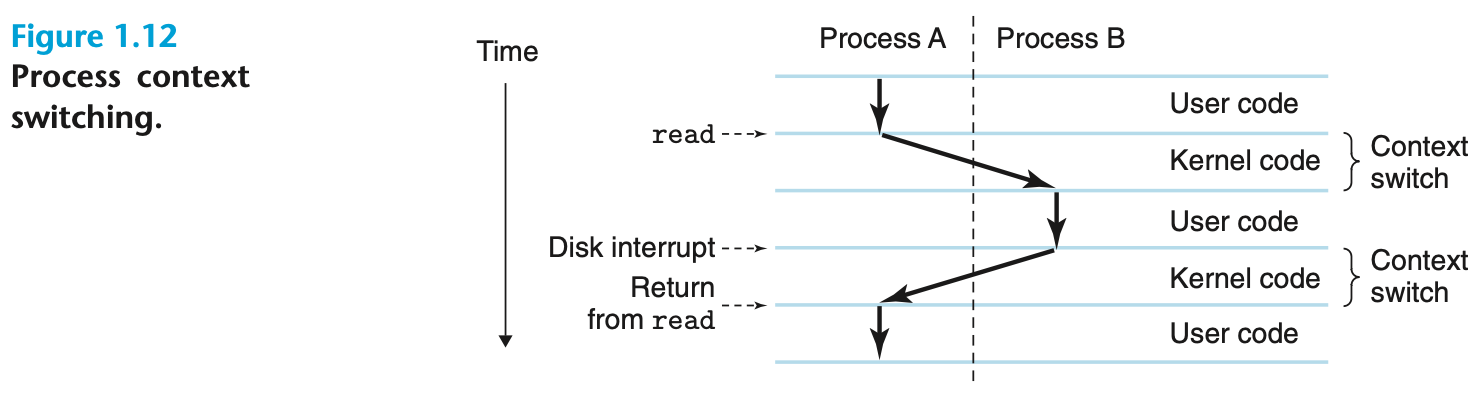 Figure 1.12
Process context
switching.
Time
Process A
Process B
User code
read
Kernel code
Context
switch
User code
Disk interrupt
Kernel code
Context
switch
Return
from read
User code